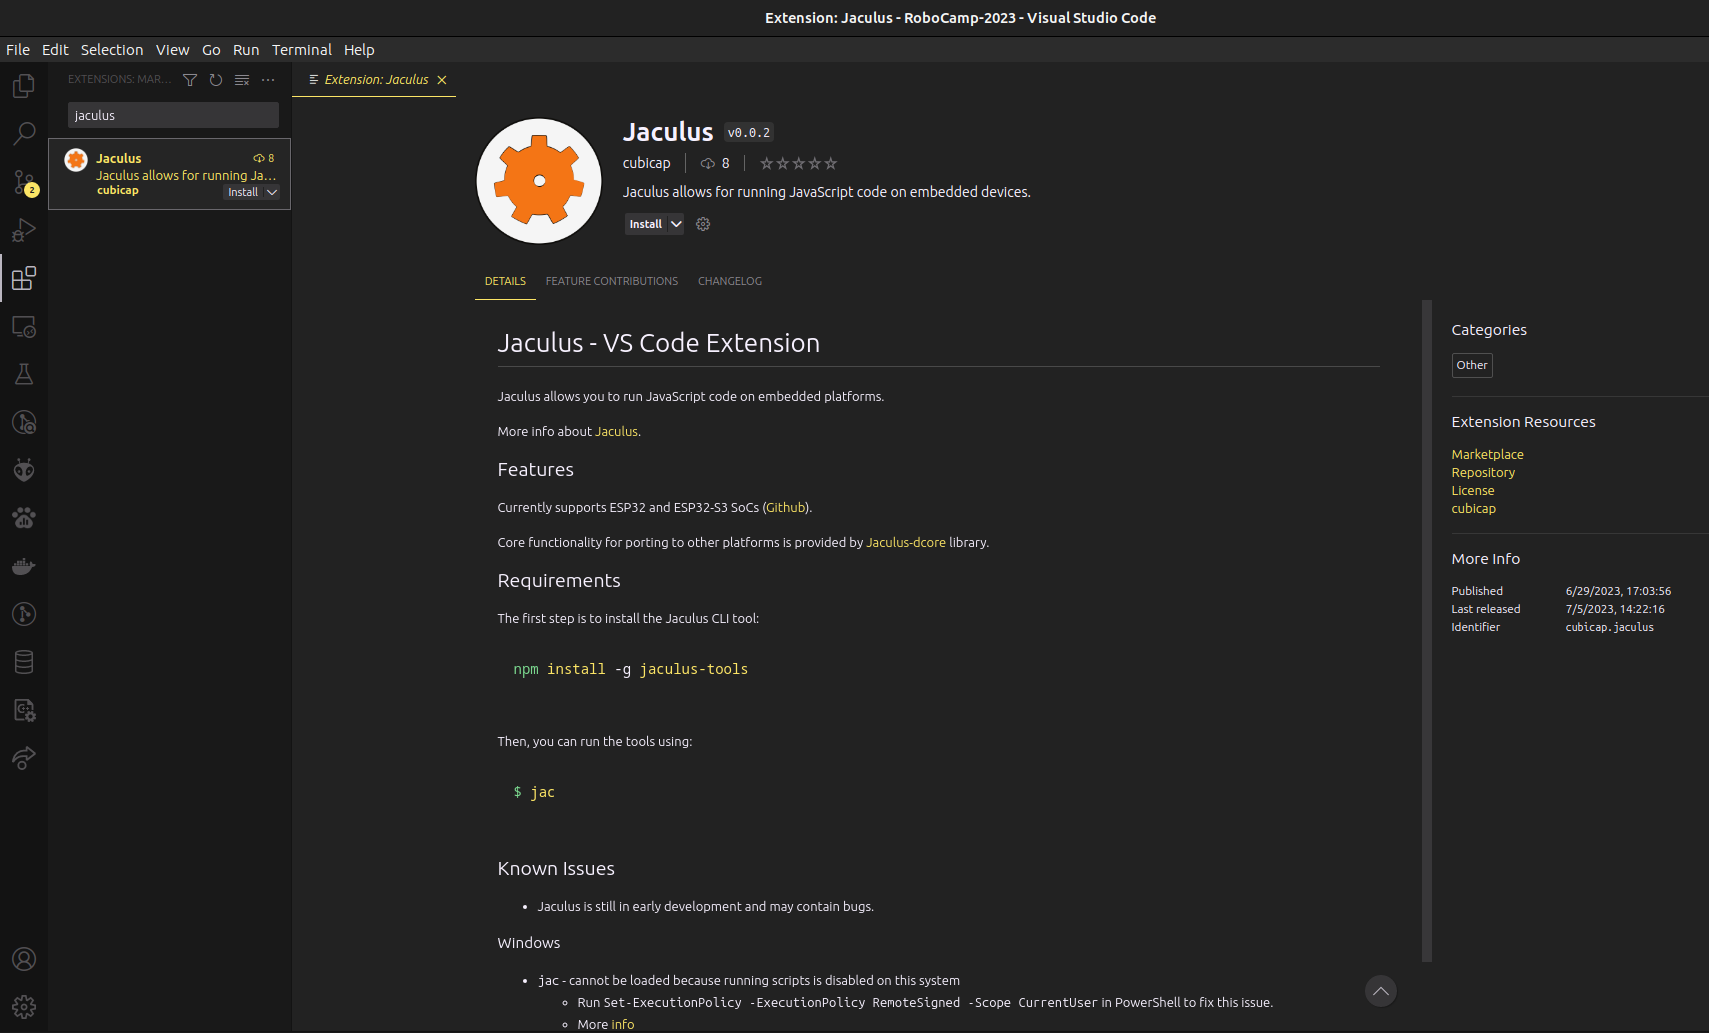 Extension: Jaculus - RoboCamp-2023 - Visual Studio Code
File Edit Selection View Go Run Terminal Help
EXTENSIONS: MAR...
jaculus
Jaculus 8
Jaculus allows for running Ja...
cubicap Install
2
Extension: Jaculus
Jaculus v0.0.2
cubicap 8
Jaculus allows for running JavaScript code on embedded devices.
Install
DETAILS FEATURE CONTRIBUTIONS CHANGELOG
Jaculus - VS Code Extension
Jaculus allows you to run JavaScript code on embedded platforms.
More info about Jaculus.
Features
Currently supports ESP32 and ESP32-S3 SoCs (Github).
Core functionality for porting to other platforms is provided by Jaculus-dcore library.
Requirements
The first step is to install the Jaculus CLI tool:
npm install -g jaculus-tools
Then, you can run the tools using:
$ jac
Known Issues
Jaculus is still in early development and may contain bugs.
Windows
jac - cannot be loaded because running scripts is disabled on this system
Run Set-ExecutionPolicy -ExecutionPolicy RemoteSigned -Scope CurrentUser in PowerShell to fix this issue.
More info
Categories
Other
Extension Resources
Marketplace
Repository
License
cubicap
More Info
Published 6/29/2023, 17:03:56
Last released 7/5/2023, 14:22:16
Identifier cubicap.jaculus